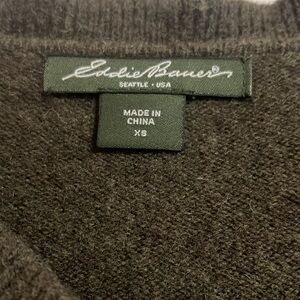 Eddie Bauer®
SEATTLE • USA
MADE IN
CHINA
XS